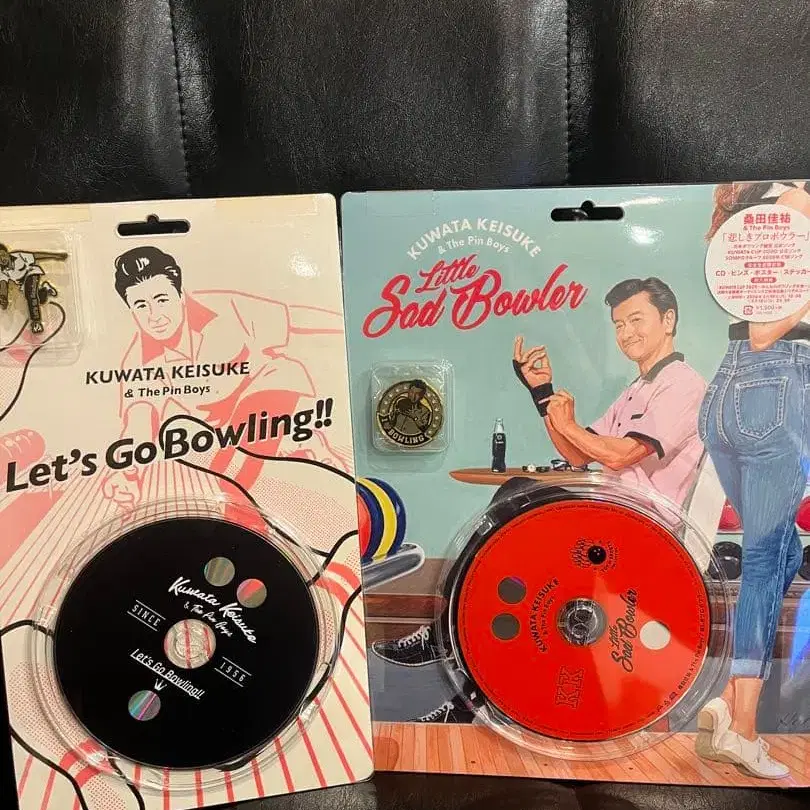 KUWATA KEISUKE
& The Pin Boys
Let's Go Bowling!!
Kuwata Keisuke
& The Pin Boys
SINCE
1956
Let's Go Bowling!!
KUWATA KEISUKE
& The Pin Boys
Little
Sad Bowler
BOWLING
桑田佳祐
& The Pin Boys
「悲しきプロボウラー」
CD・ピンズ・ポスター・ステッカー
KUWATA KEISUKE
& The Pin Boys
Little
Sad Bowler